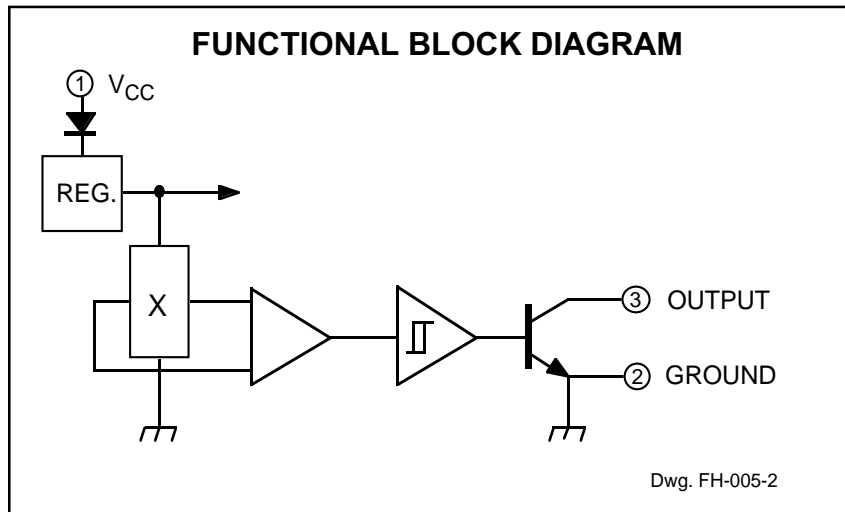 FUNCTIONAL BLOCK DIAGRAM
1 VCC
REG.
X
3 OUTPUT
2 GROUND
Dwg. FH-005-2